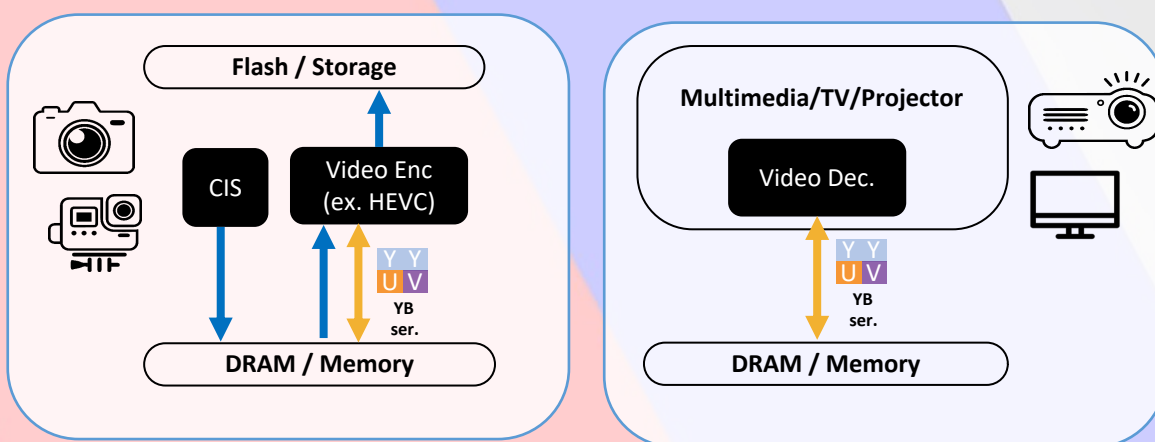 Flash / Storage
CIS
Video Enc
(ex. HEVC)
Y Y
U V
YB
ser.
DRAM / Memory
Multimedia/TV/Projector
Video Dec.
Y Y
U V
YB
ser.
DRAM / Memory